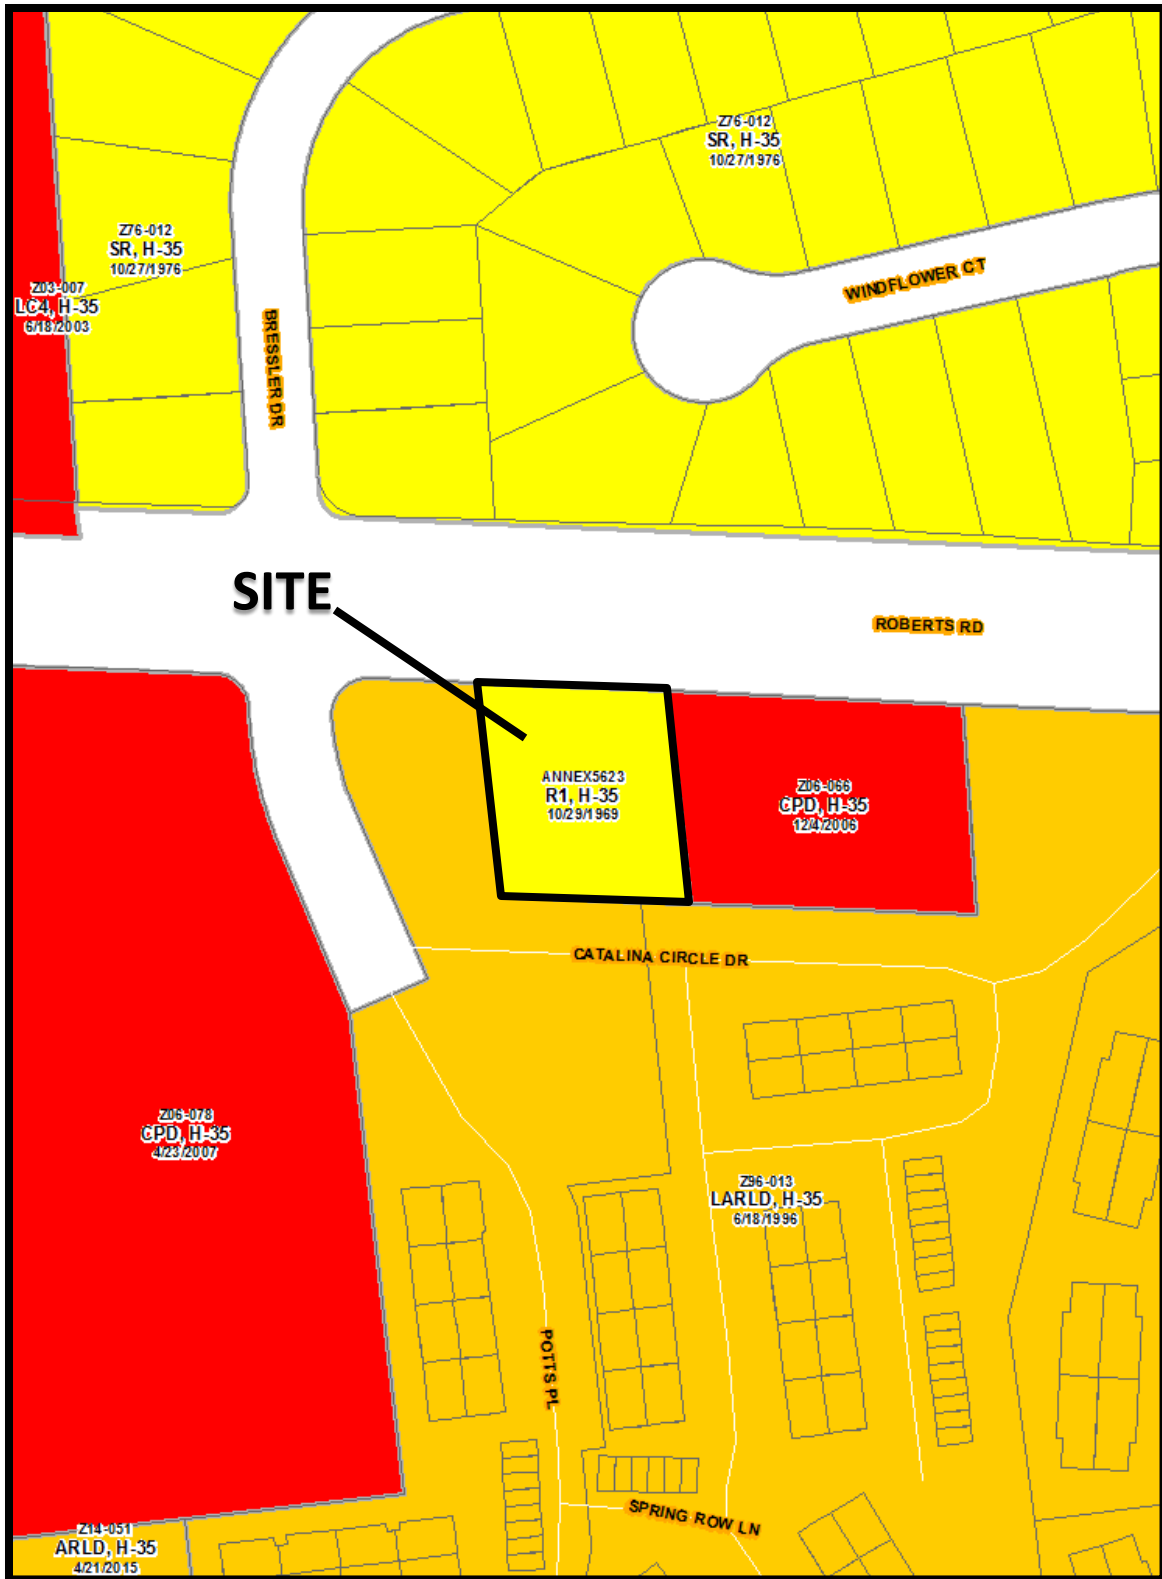 Z76-012
SR, H-35
10/27/1976
Z76-012
SR, H-35
10/27/1976
Z03-007
LC4, H-35
6/18/2003
WINDFLOWER CT
BRESSLER DR
SITE
ROBERTS RD
ANNEX5623
R1, H-35
10/29/1969
Z06-066
CPD, H-35
12/4/2006
CATALINA CIRCLE DR
Z06-078
CPD, H-35
4/23/2007
Z96-013
LARLD, H-35
6/18/1996
POTTS PL
SPRING ROW LN
Z14-051
ARLD, H-35
4/21/2015